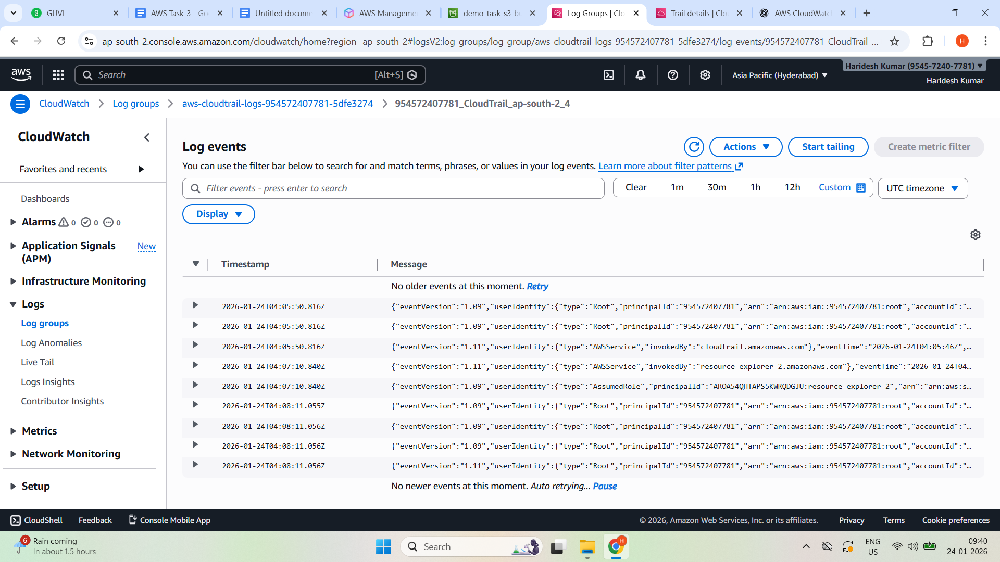 GUVI
AWS Task-3 - Go
Untitled docume
AWS Manageme
demo-task-s3-bu
Log Groups | Clo
Trail details | Clo
AWS CloudWatc
ap-south-2.console.aws.amazon.com/cloudwatch/home?region=ap-south-2#logsV2:log-groups/log-group/aws-cloudtrail-logs-954572407781-5dfe3274/log-events/954572407781_CloudTrail_...
H
aws
Search
[Alt+S]
Asia Pacific (Hyderabad)
Haridesh Kumar (9545-7240-7781)
Haridesh Kumar
CloudWatch
Log groups
aws-cloudtrail-logs-954572407781-5dfe3274
954572407781_CloudTrail_ap-south-2_4
CloudWatch
Favorites and recents
Dashboards
Alarms 0 0 0
Application Signals (APM) New
Infrastructure Monitoring
Logs
Log groups
Log Anomalies
Live Tail
Logs Insights
Contributor Insights
Metrics
Network Monitoring
Setup
Log events
Actions
Start tailing
Create metric filter
You can use the filter bar below to search for and match terms, phrases, or values in your log events. Learn more about filter patterns
Filter events - press enter to search
Clear 1m 30m 1h 12h Custom
UTC timezone
Display
Timestamp Message
No older events at this moment. Retry
2026-01-24T04:05:50.816Z {"eventVersion":"1.09","userIdentity":{"type":"Root","principalId":"954572407781","arn":"arn:aws:iam::954572407781:root","accountId":"…
2026-01-24T04:05:50.816Z {"eventVersion":"1.09","userIdentity":{"type":"Root","principalId":"954572407781","arn":"arn:aws:iam::954572407781:root","accountId":"…
2026-01-24T04:05:50.816Z {"eventVersion":"1.11","userIdentity":{"type":"AWSService","invokedBy":"cloudtrail.amazonaws.com"},"eventTime":"2026-01-24T04:05:46Z",…
2026-01-24T04:07:10.840Z {"eventVersion":"1.11","userIdentity":{"type":"AWSService","invokedBy":"resource-explorer-2.amazonaws.com"},"eventTime":"2026-01-24T04…
2026-01-24T04:07:10.840Z {"eventVersion":"1.09","userIdentity":{"type":"AssumedRole","principalId":"AROA54QHTAPS5KWRQDGJU:resource-explorer-2","arn":"arn:aws:s…
2026-01-24T04:08:11.055Z {"eventVersion":"1.09","userIdentity":{"type":"Root","principalId":"954572407781","arn":"arn:aws:iam::954572407781:root","accountId":"…
2026-01-24T04:08:11.056Z {"eventVersion":"1.09","userIdentity":{"type":"Root","principalId":"954572407781","arn":"arn:aws:iam::954572407781:root","accountId":"…
2026-01-24T04:08:11.056Z {"eventVersion":"1.09","userIdentity":{"type":"Root","principalId":"954572407781","arn":"arn:aws:iam::954572407781:root","accountId":"…
2026-01-24T04:08:11.056Z {"eventVersion":"1.11","userIdentity":{"type":"Root","principalId":"954572407781","arn":"arn:aws:iam::954572407781:root","accountId":"…
No newer events at this moment. Auto retrying... Pause
CloudShell Feedback Console Mobile App
© 2026, Amazon Web Services, Inc. or its affiliates. Privacy Terms Cookie preferences
6
Rain coming
In about 1.5 hours
Search
H
ENG
US
09:40
24-01-2026